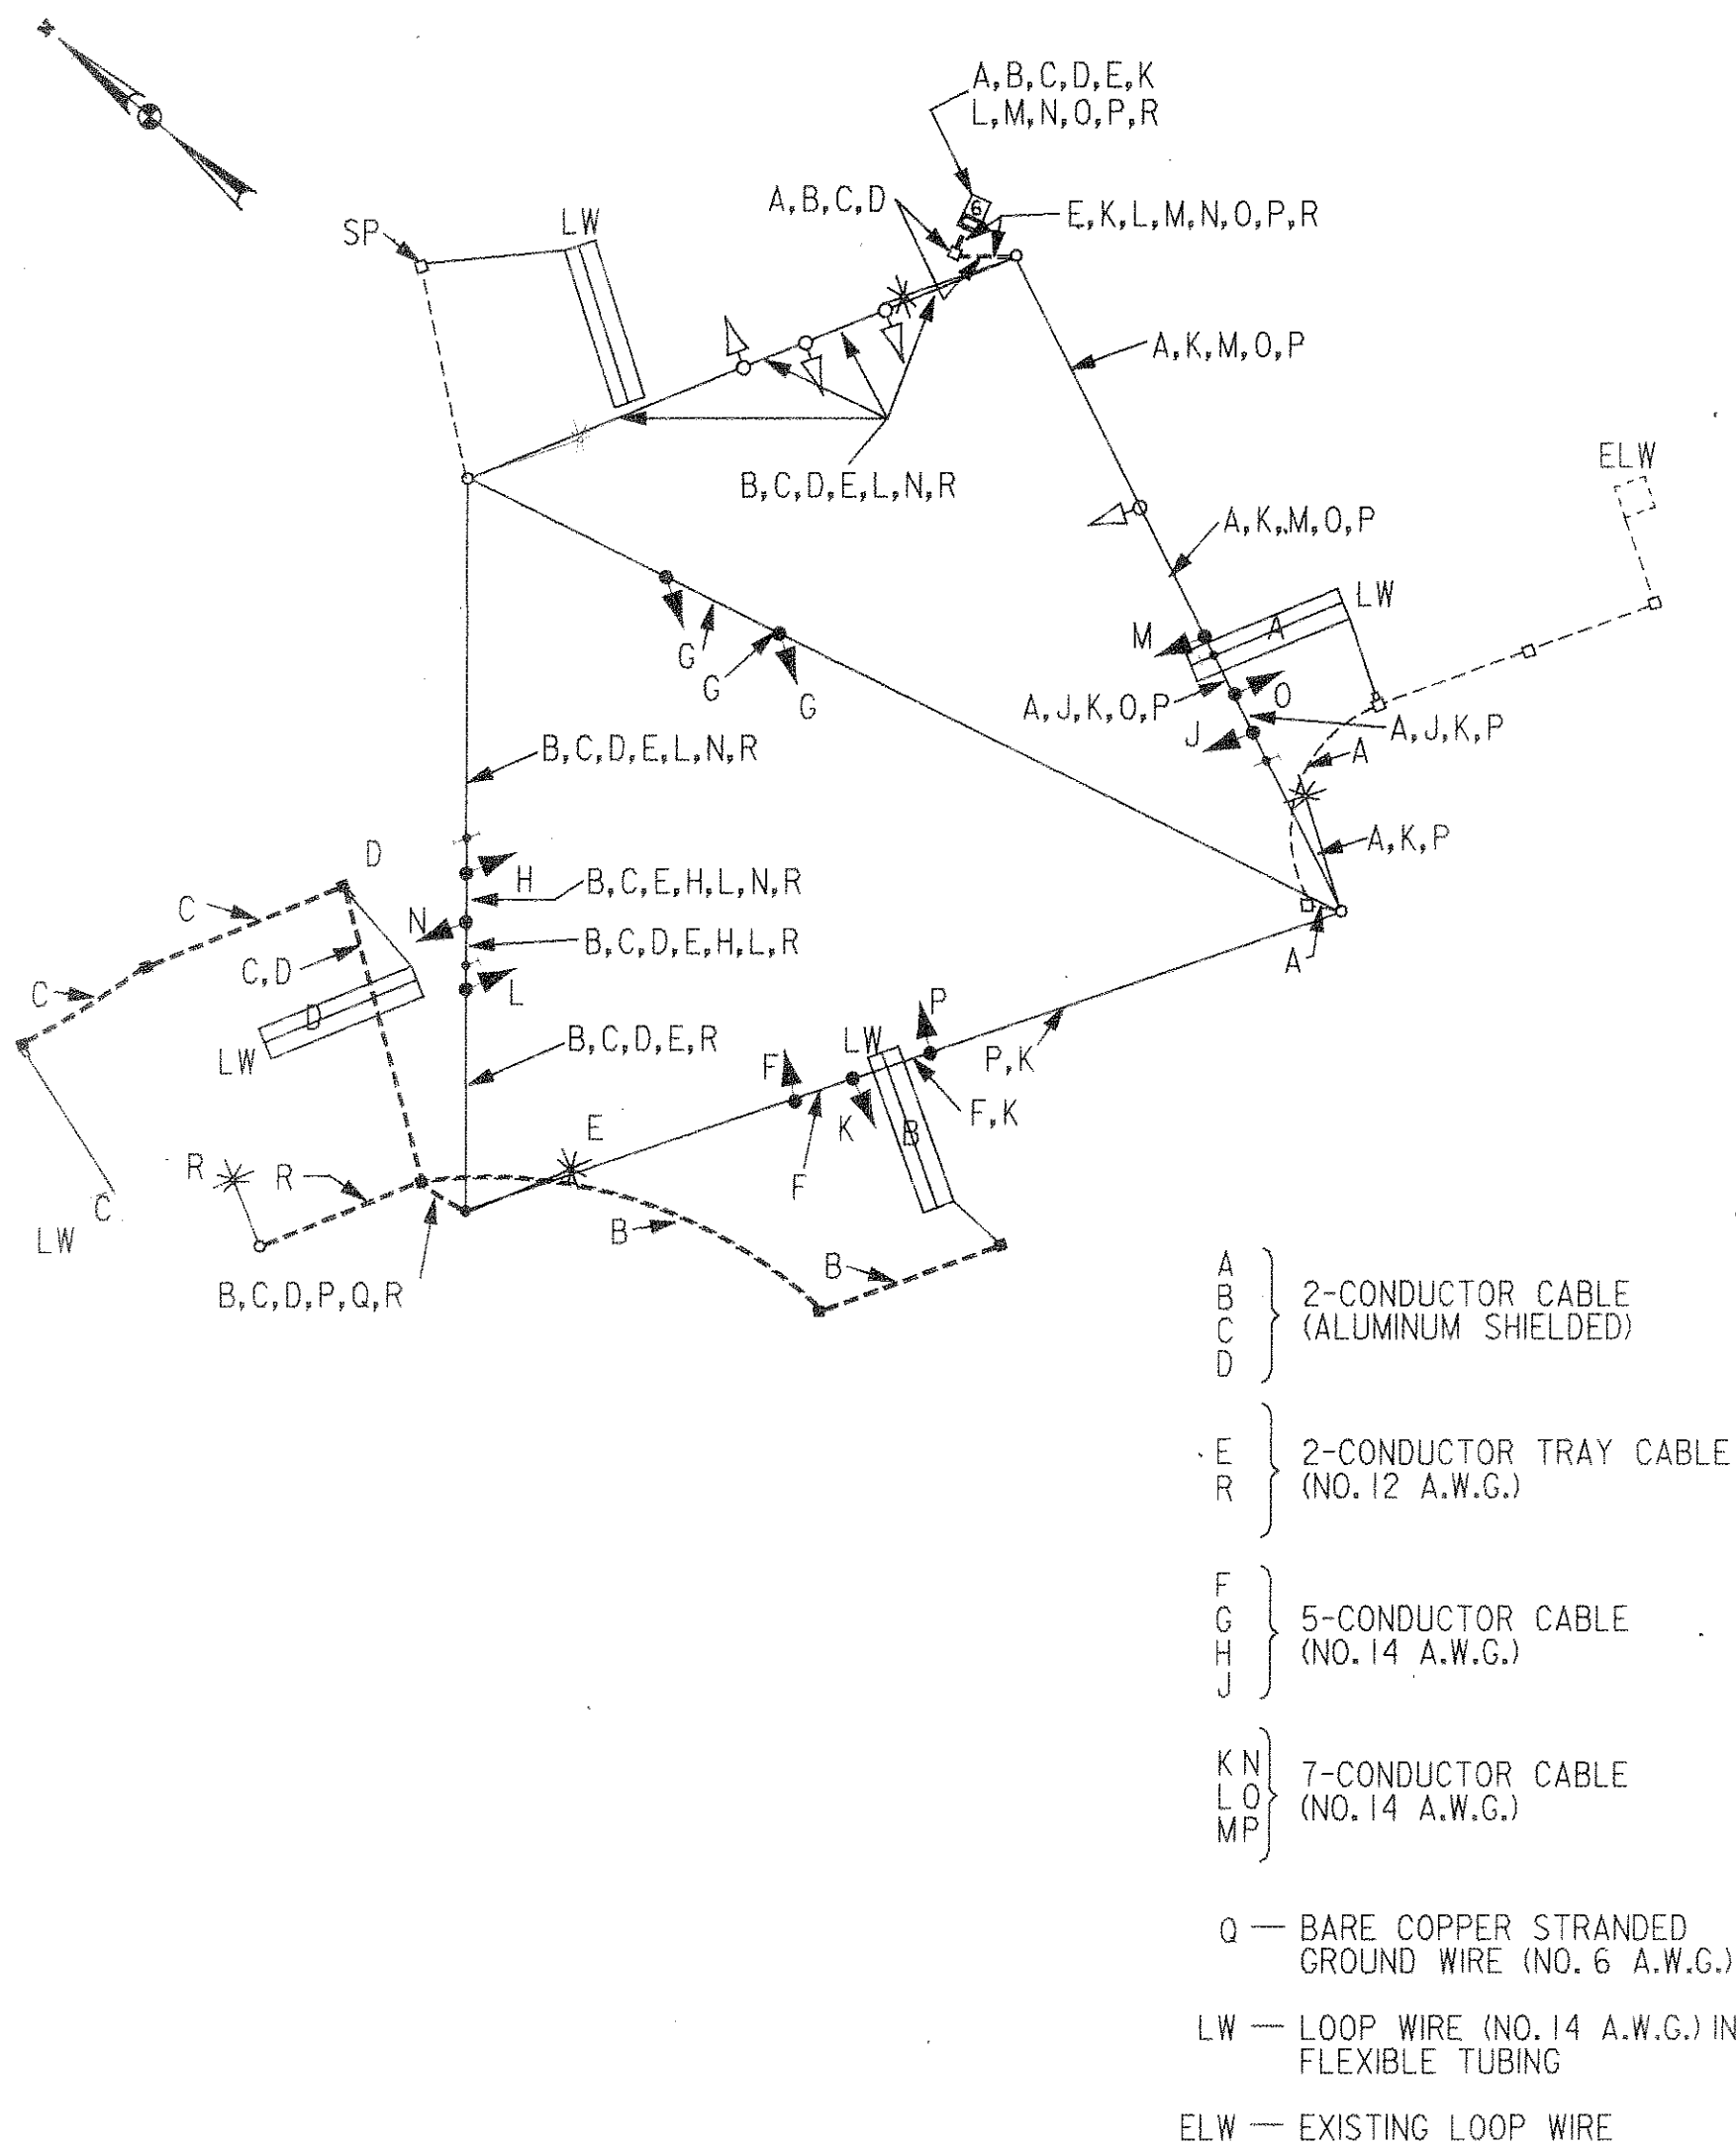 N
A,B,C,D,E,K
L,M,N,O,P,R
A,B,C,D
6
E,K,L,M,N,O,P,R
SP
LW
A,K,M,O,P
B,C,D,E,L,N,R
ELW
A,K,M,O,P
LW
A
M
G
G
G
A,J,K,O,P
O
J
A,J,K,P
A
B,C,D,E,L,N,R
A,K,P
D
H
B,C,E,H,L,N,R
C
N
B,C,D,E,H,L,R
C,D
A
C
L
D
P
LW
B,C,D,E,R
LW
F
P,K
K
F,K
E
B
R
R
F
C
B
LW
B
B,C,D,P,Q,R
A
B
C
D
2-CONDUCTOR CABLE
(ALUMINUM SHIELDED)
E
R
2-CONDUCTOR TRAY CABLE
(NO. 12 A.W.G.)
F
G
H
J
5-CONDUCTOR CABLE
(NO. 14 A.W.G.)
K N
L O
M P
7-CONDUCTOR CABLE
(NO. 14 A.W.G.)
Q — BARE COPPER STRANDED
GROUND WIRE (NO. 6 A.W.G.)
LW — LOOP WIRE (NO. 14 A.W.G.) IN
FLEXIBLE TUBING
ELW — EXISTING LOOP WIRE